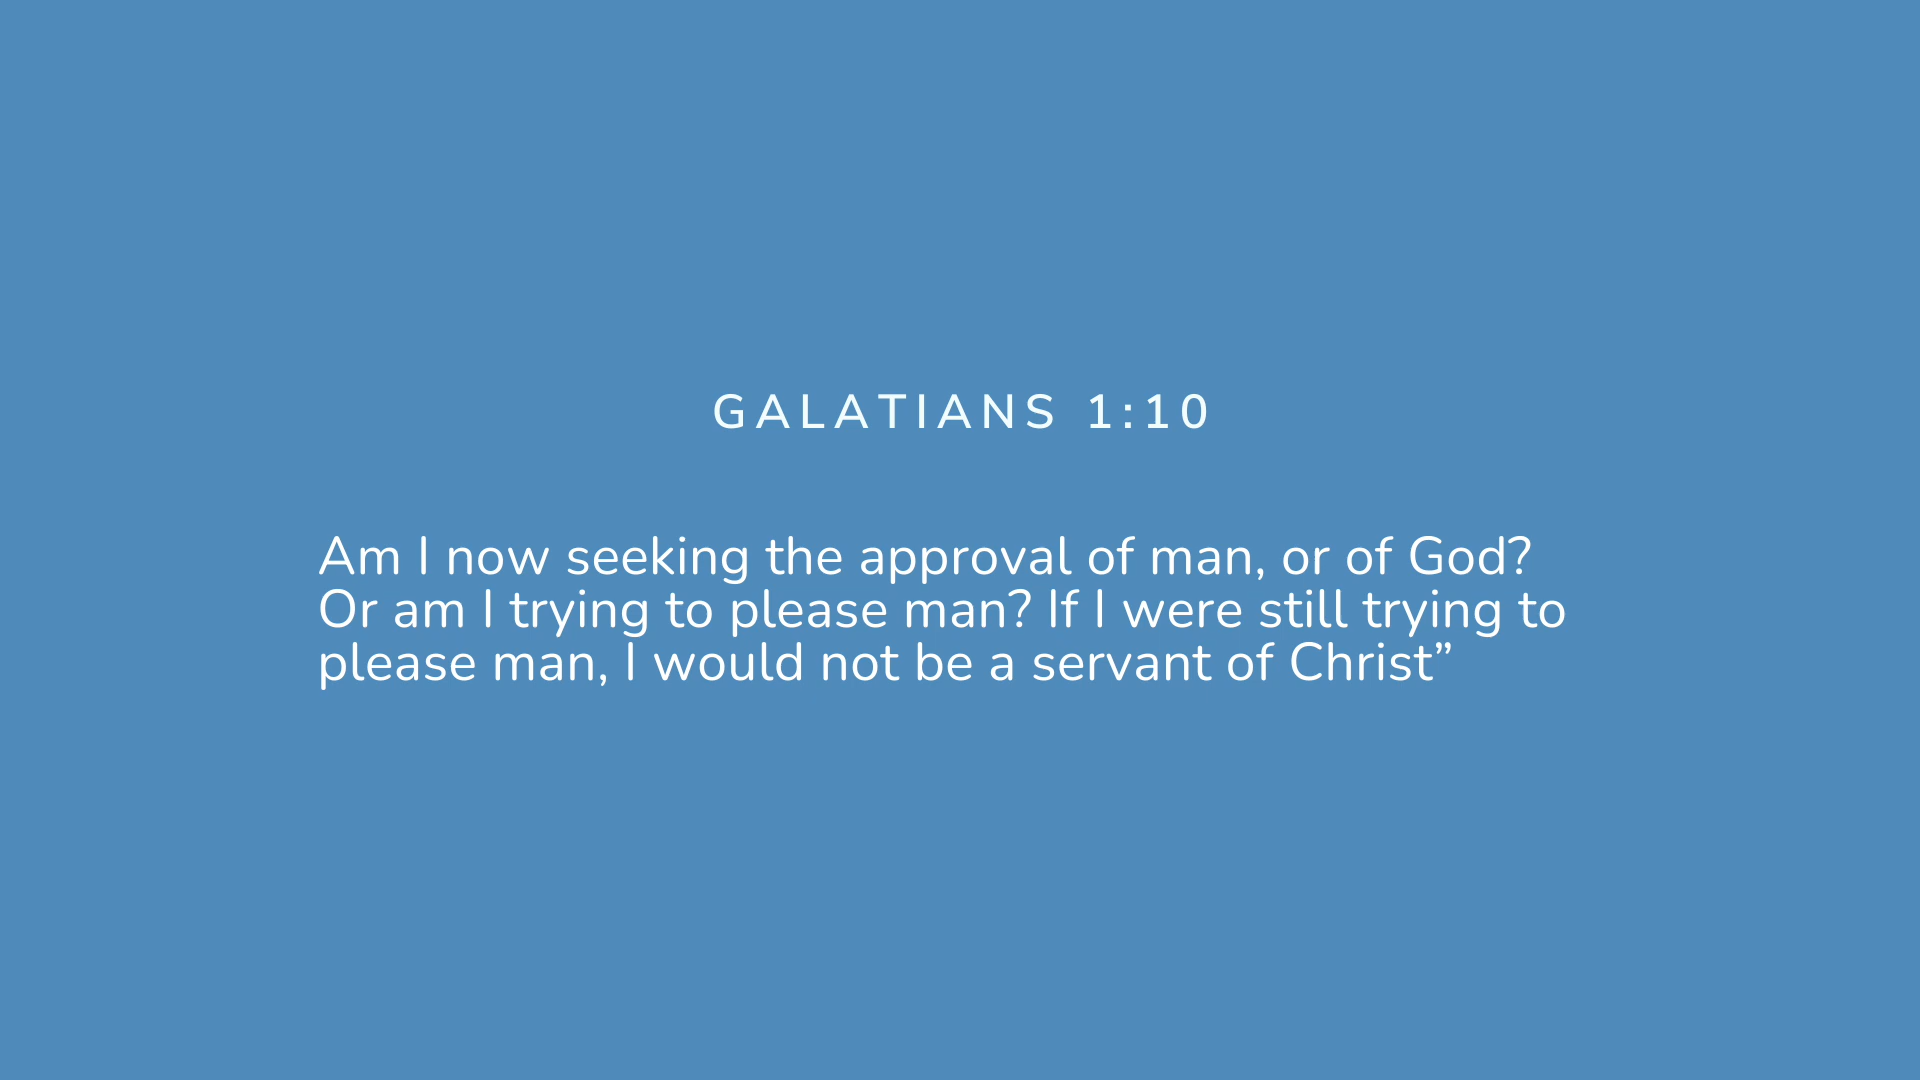 GALATIANS 1:10
Am I now seeking the approval of man, or of God?
Or am I trying to please man? If I were still trying to
please man, I would not be a servant of Christ”